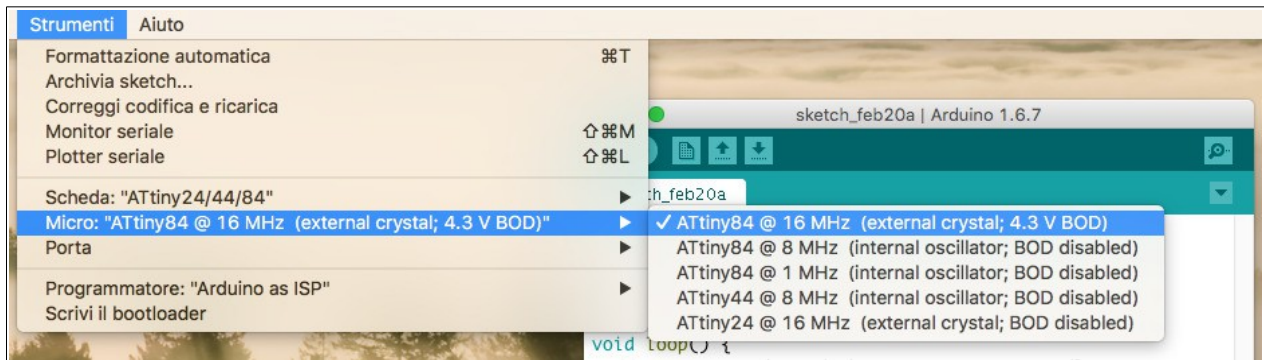 Strumenti Aiuto
Formattazione automatica ⌘T
Archivia sketch...
Correggi codifica e ricarica
Monitor seriale ⇧⌘M
Plotter seriale ⇧⌘L
Scheda: "ATtiny24/44/84" ▶
Micro: "ATtiny84 @ 16 MHz (external crystal; 4.3 V BOD)" ▶
Porta ▶
Programmatore: "Arduino as ISP" ▶
Scrivi il bootloader
sketch_feb20a | Arduino 1.6.7
ch_feb20a
✓ ATtiny84 @ 16 MHz (external crystal; 4.3 V BOD)
ATtiny84 @ 8 MHz (internal oscillator; BOD disabled)
ATtiny84 @ 1 MHz (internal oscillator; BOD disabled)
ATtiny44 @ 8 MHz (internal oscillator; BOD disabled)
ATtiny24 @ 16 MHz (external crystal; BOD disabled)
void loop() {